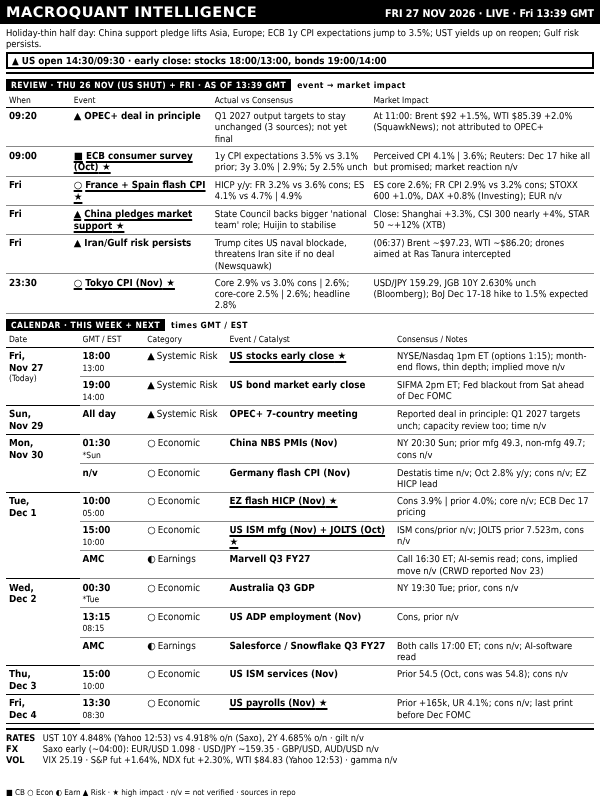 MACROQUANT INTELLIGENCE FRI 27 NOV 2026 · LIVE · Fri 13:39 GMT
Holiday-thin half day: China support pledge lifts Asia, Europe; ECB 1y CPI expectations jump to 3.5%; UST yields up on reopen; Gulf risk
persists.
▲ US open 14:30/09:30 · early close: stocks 18:00/13:00, bonds 19:00/14:00
REVIEW · THU 26 NOV (US SHUT) + FRI · AS OF 13:39 GMT event → market impact
When Event Actual vs Consensus Market Impact
09:20 ▲ OPEC+ deal in principle Q1 2027 output targets to stay At 11:00: Brent $92 +1.5%, WTI $85.39 +2.0%
unchanged (3 sources); not yet (SquawkNews); not attributed to OPEC+
final
09:00 ■ ECB consumer survey 1y CPI expectations 3.5% vs 3.1% Perceived CPI 4.1% | 3.6%; Reuters: Dec 17 hike all
(Oct) ★ prior; 3y 3.0% | 2.9%; 5y 2.5% unch but promised; market reaction n/v
Fri ○ France + Spain flash CPI HICP y/y: FR 3.2% vs 3.6% cons; ES ES core 2.6%; FR CPI 2.9% vs 3.2% cons; STOXX
★ 4.1% vs 4.7% | 4.9% 600 +1.0%, DAX +0.8% (Investing); EUR n/v
Fri ▲ China pledges market State Council backs bigger 'national Close: Shanghai +3.3%, CSI 300 nearly +4%, STAR
support ★ team' role; Huijin to stabilise 50 ~+12% (XTB)
Fri ▲ Iran/Gulf risk persists Trump cites US naval blockade, (06:37) Brent ~$97.23, WTI ~$86.20; drones
threatens Iran site if no deal aimed at Ras Tanura intercepted
(Newsquawk)
23:30 ○ Tokyo CPI (Nov) ★ Core 2.9% vs 3.0% cons | 2.6%; USD/JPY 159.29, JGB 10Y 2.630% unch
core-core 2.5% | 2.6%; headline (Bloomberg); BoJ Dec 17-18 hike to 1.5% expected
2.8%
CALENDAR · THIS WEEK + NEXT times GMT / EST
Date GMT / EST Category Event / Catalyst Consensus / Notes
Fri, 18:00 ▲ Systemic Risk US stocks early close ★ NYSE/Nasdaq 1pm ET (options 1:15); month-
Nov 27 13:00 end flows, thin depth; implied move n/v
(Today)
19:00 ▲ Systemic Risk US bond market early close SIFMA 2pm ET; Fed blackout from Sat ahead
14:00 of Dec FOMC
Sun, All day ▲ Systemic Risk OPEC+ 7-country meeting Reported deal in principle: Q1 2027 targets
Nov 29 unch; capacity review too; time n/v
Mon, 01:30 ○ Economic China NBS PMIs (Nov) NY 20:30 Sun; prior mfg 49.3, non-mfg 49.7;
Nov 30 *Sun cons n/v
n/v ○ Economic Germany flash CPI (Nov) Destatis time n/v; Oct 2.8% y/y; cons n/v; EZ
HICP lead
Tue, 10:00 ○ Economic EZ flash HICP (Nov) ★ Cons 3.9% | prior 4.0%; core n/v; ECB Dec 17
Dec 1 05:00 pricing
15:00 ○ Economic US ISM mfg (Nov) + JOLTS (Oct) ISM cons/prior n/v; JOLTS prior 7.523m, cons
10:00 ★ n/v
AMC ◐ Earnings Marvell Q3 FY27 Call 16:30 ET; AI-semis read; cons, implied
move n/v (CRWD reported Nov 23)
Wed, 00:30 ○ Economic Australia Q3 GDP NY 19:30 Tue; prior, cons n/v
Dec 2 *Tue
13:15 ○ Economic US ADP employment (Nov) Cons, prior n/v
08:15
AMC ◐ Earnings Salesforce / Snowflake Q3 FY27 Both calls 17:00 ET; cons n/v; AI-software
read
Thu, 15:00 ○ Economic US ISM services (Nov) Prior 54.5 (Oct, cons was 54.8); cons n/v
Dec 3 10:00
Fri, 13:30 ○ Economic US payrolls (Nov) ★ Prior +165k, UR 4.1%; cons n/v; last print
Dec 4 08:30 before Dec FOMC
RATES UST 10Y 4.848% (Yahoo 12:53) vs 4.918% o/n (Saxo), 2Y 4.685% o/n · gilt n/v
FX Saxo early (~04:00): EUR/USD 1.098 · USD/JPY ~159.35 · GBP/USD, AUD/USD n/v
VOL VIX 25.19 · S&P fut +1.64%, NDX fut +2.30%, WTI $84.83 (Yahoo 12:53) · gamma n/v
■ CB ○ Econ ◐ Earn ▲ Risk · ★ high impact · n/v = not verified · sources in repo